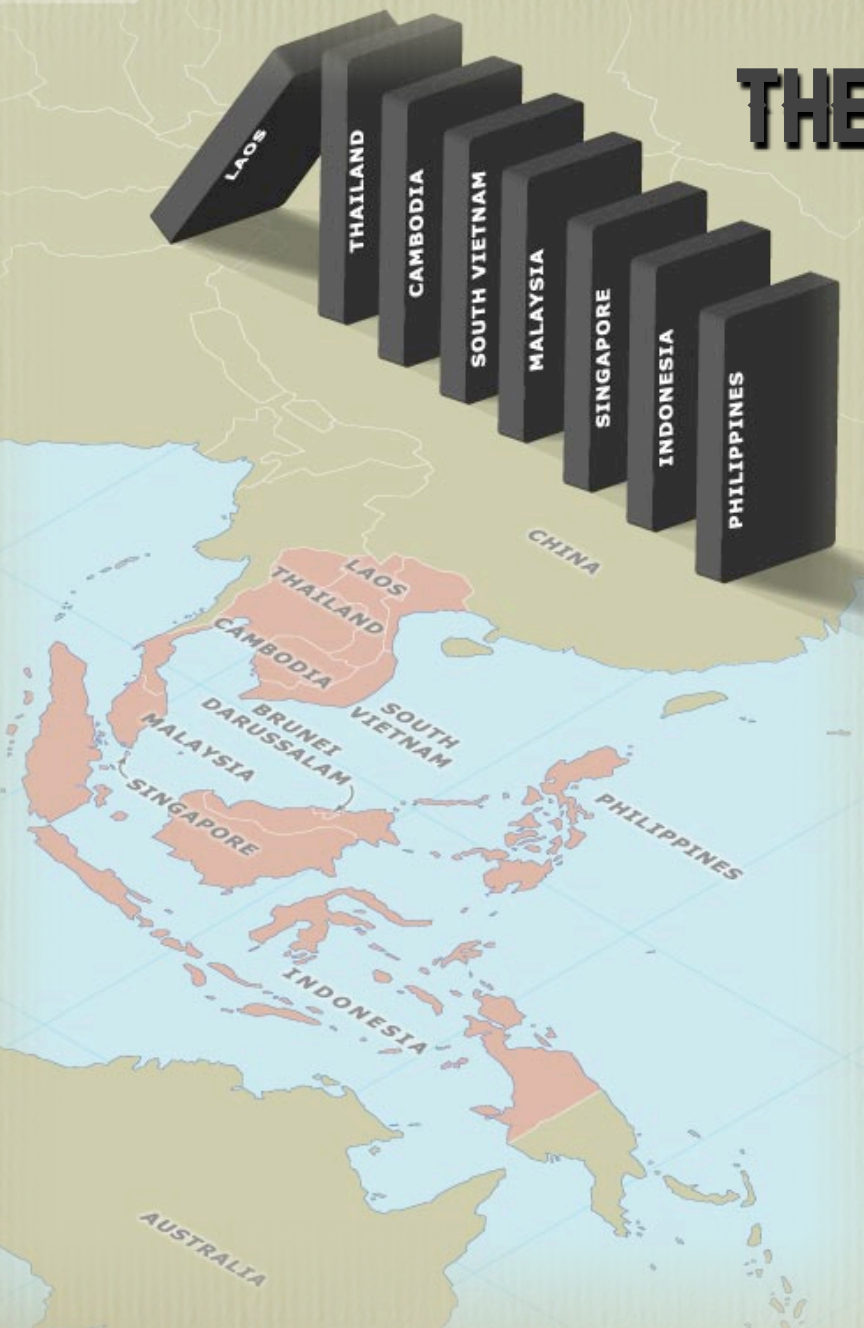 THE
LAOS
THAILAND
CAMBODIA
SOUTH VIETNAM
MALAYSIA
SINGAPORE
INDONESIA
PHILIPPINES
CHINA
LAOS
THAILAND
CAMBODIA
SOUTH
VIETNAM
BRUNEI
DARUSSALAM
MALAYSIA
SINGAPORE
PHILIPPINES
INDONESIA
AUSTRALIA